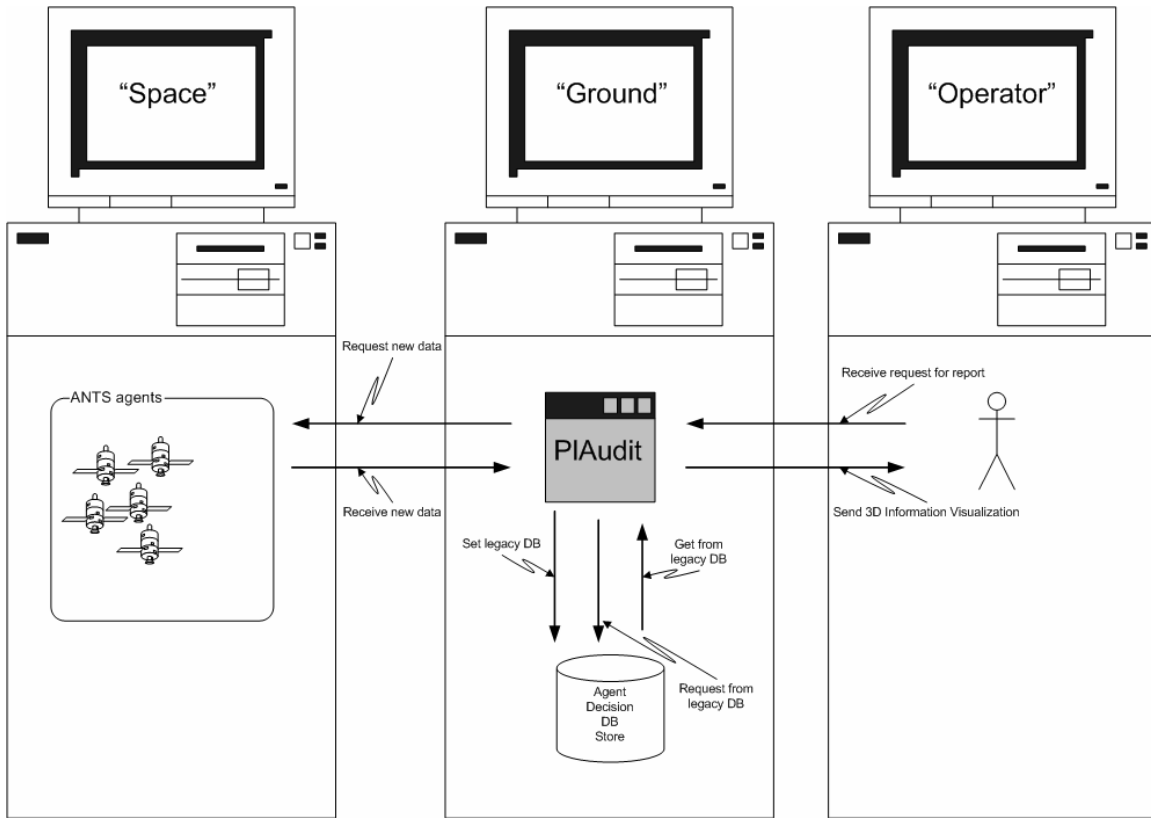 “Space”
“Ground”
“Operator”
Request new data
Receive request for report
ANTS agents
PlAudit
Receive new data
Send 3D Information Visualization
Set legacy DB
Get from
legacy DB
Agent
Decision
DB
Store
Request from
legacy DB